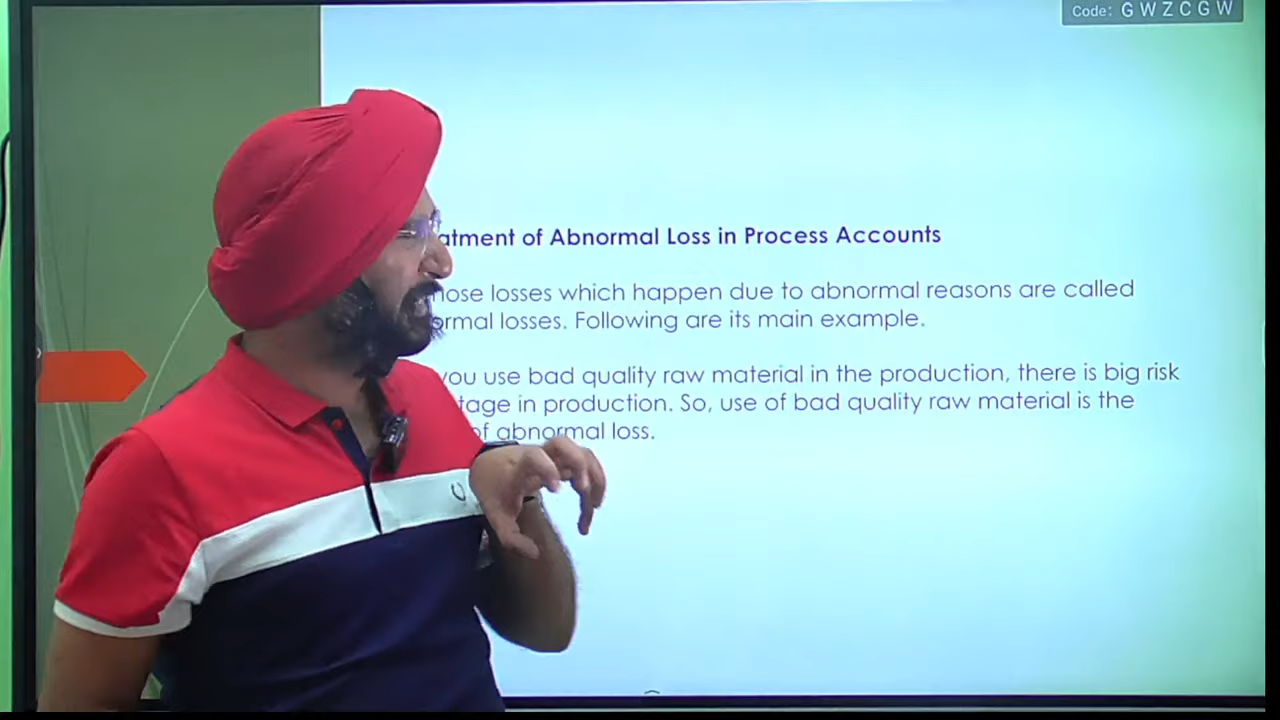 Code: G W Z C G W
atment of Abnormal Loss in Process Accounts
ose losses which happen due to abnormal reasons are called
ormal losses. Following are its main example.
you use bad quality raw material in the production, there is big risk
tage in production. So, use of bad quality raw material is the
of abnormal loss.